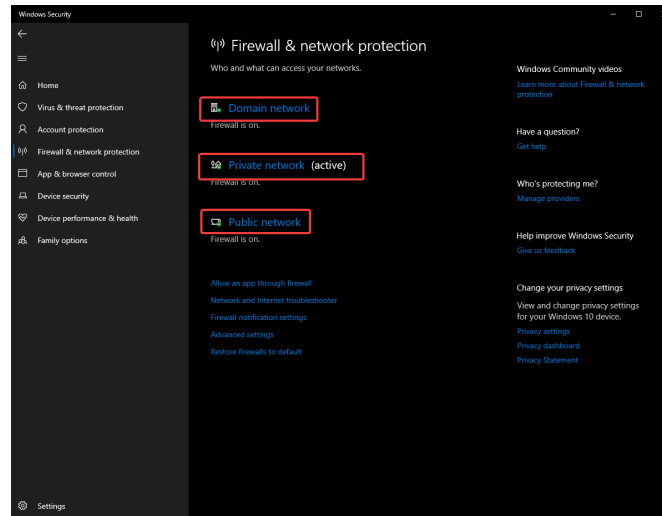 Windows Security
Home
Virus & threat protection
Account protection
Firewall & network protection
App & browser control
Device security
Device performance & health
Family options
Settings
Firewall & network protection
Who and what can access your networks.
Domain network
Firewall is on.
Private network (active)
Firewall is on.
Public network
Firewall is on.
Allow an app through firewall
Network and Internet troubleshooter
Firewall notification settings
Advanced settings
Restore firewalls to default
Windows Community videos
Learn more about Firewall & network
protection
Have a question?
Get help
Who's protecting me?
Manage providers
Help improve Windows Security
Give us feedback
Change your privacy settings
View and change privacy settings
for your Windows 10 device.
Privacy settings
Privacy dashboard
Privacy Statement